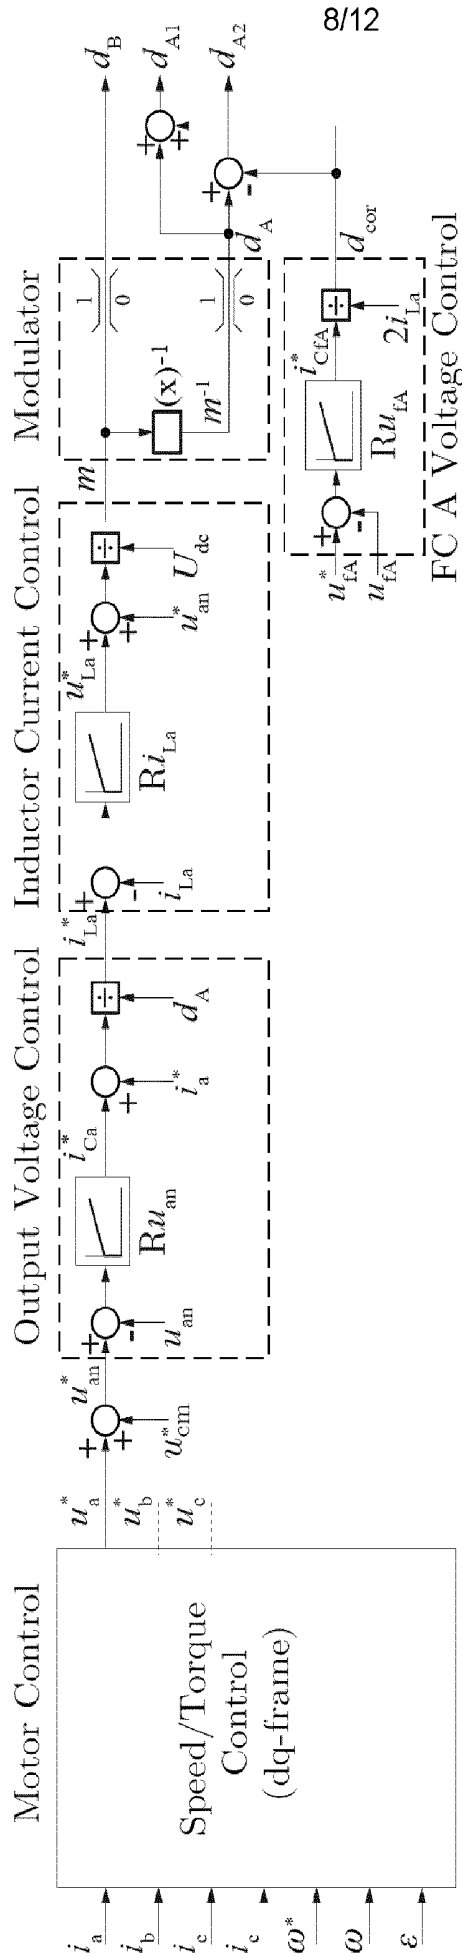 8/12
Motor Control
Speed/Torque
Control
(dq-frame)
i_a
i_b
i_c
i_c
ω*
ω
ε
u*_a
u*_b
u*_c
u*_cm
u*_an
Output Voltage Control
u_an
Ru_an
i*_Ca
i*_a
÷
d_A
i*_La
Inductor Current Control
i_La
Ri_La
u*_La
u*_an
÷
U_dc
m
Modulator
(x)⁻¹
m⁻¹
1
0
1
0
d_A
d_B
d_A1
d_A2
FC A Voltage Control
u*_fA
u_fA
Ru_fA
i*_CfA
÷
2i_La
d_cor